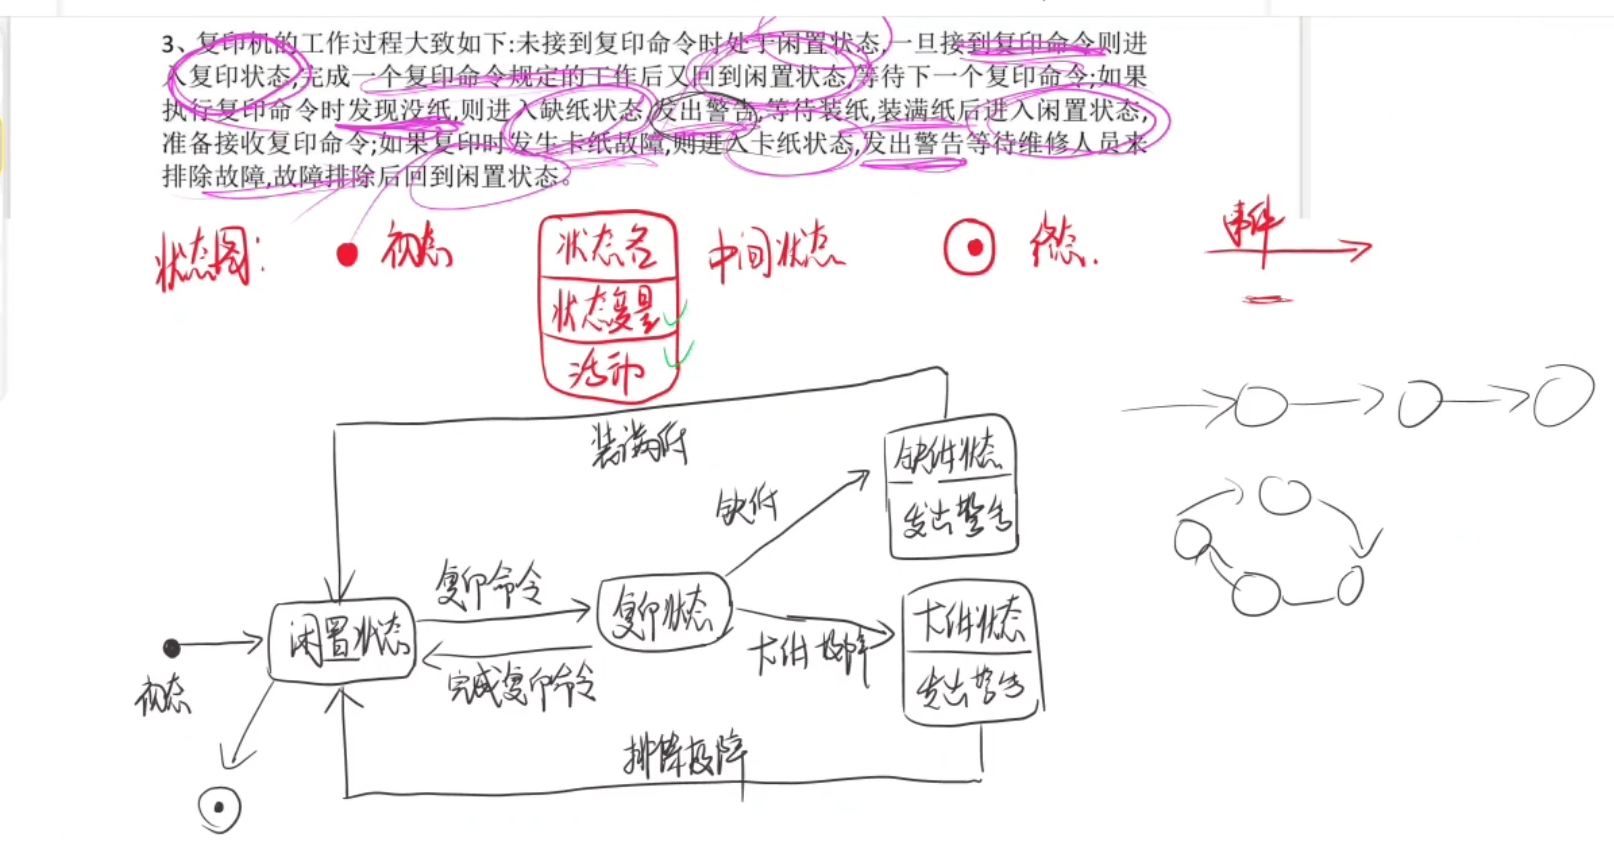 3、复印机的工作过程大致如下:未接到复印命令时处于闲置状态,一旦接到复印命令则进
入复印状态,完成一个复印命令规定的工作后又回到闲置状态,等待下一个复印命令;如果
执行复印命令时发现没纸,则进入缺纸状态,发出警告,等待装纸,装满纸后进入闲置状态,
准备接收复印命令;如果复印时发生卡纸故障,则进入卡纸状态,发出警告等待维修人员来
排除故障,故障排除后回到闲置状态。
状态图:
初态
状态名
状态变量
活动
中间状态
终态.
事件
装满纸
缺纸
缺纸状态
发出警告
复印命令
闲置状态
复印状态
完成复印命令
卡纸故障
卡纸状态
发出警告
初态
排除故障